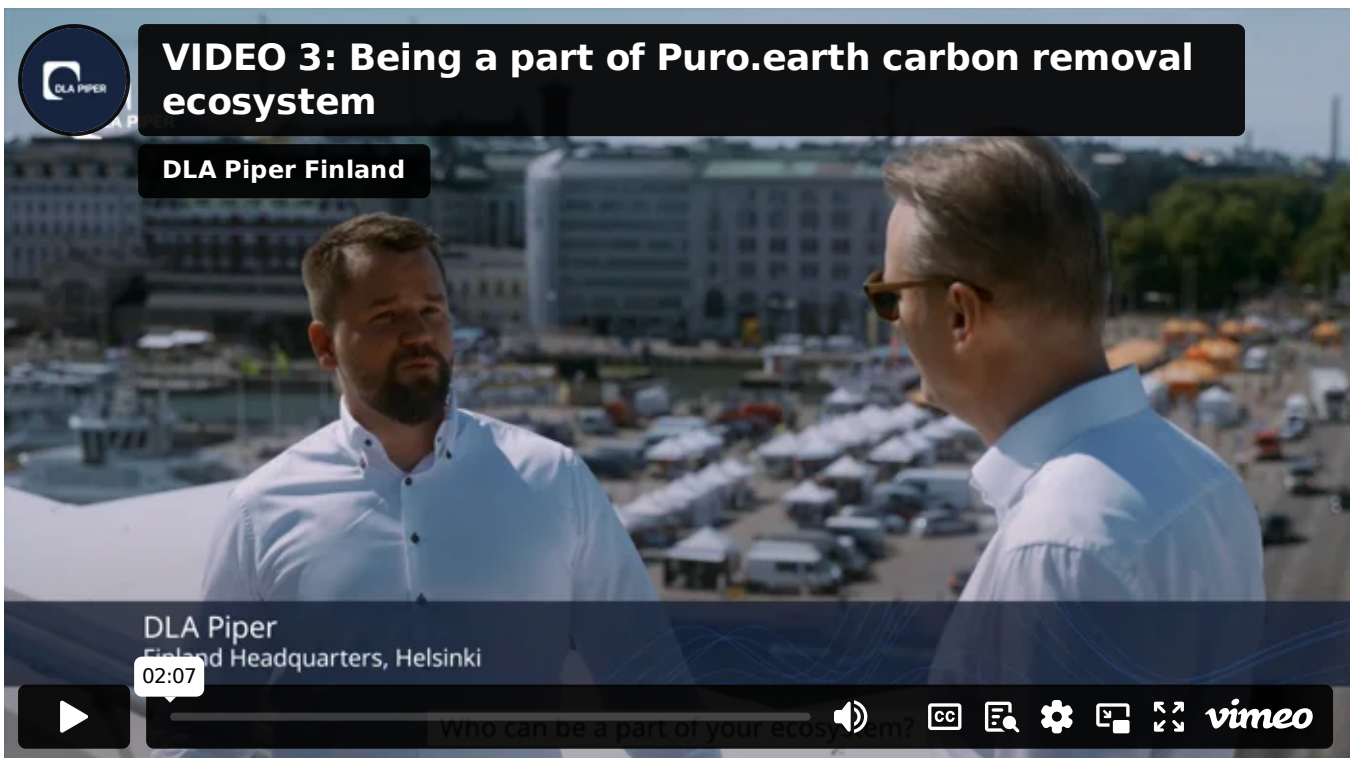 VIDEO 3: Being a part of Puro.earth carbon removal
ecosystem
DLA PIPER
DLA Piper Finland
DLA Piper
Finland Headquarters, Helsinki
02:07
Who can be a part of your ecosystem?
CC
vimeo